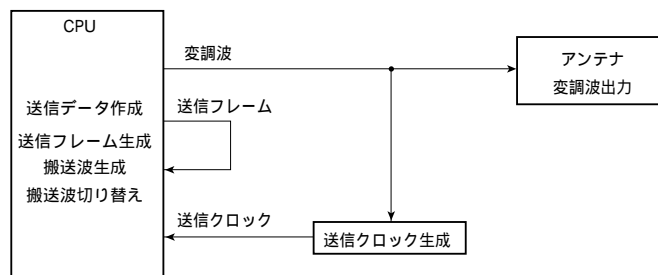 CPU
送信データ作成
送信フレーム生成
搬送波生成
搬送波切り替え
変調波
送信フレーム
送信クロック
送信クロック生成
アンテナ
変調波出力